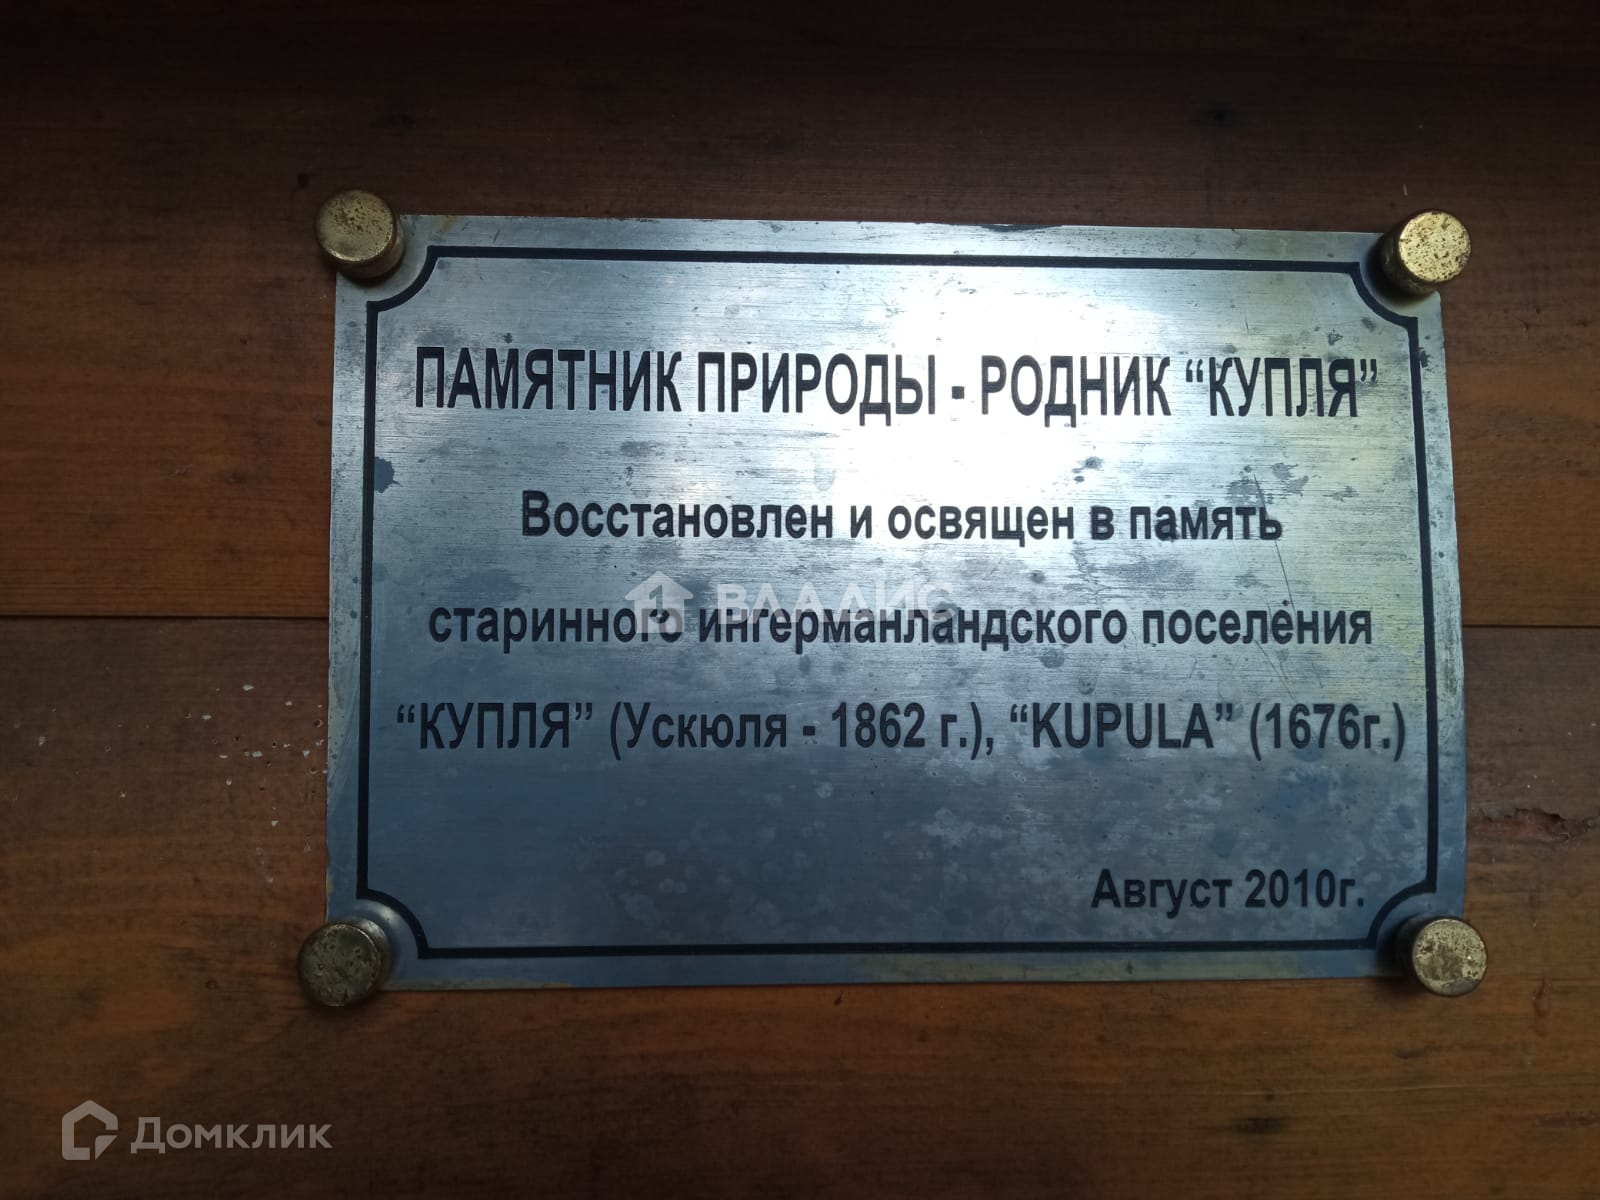 ПАМЯТНИК ПРИРОДЫ - РОДНИК “КУПЛЯ”
Восстановлен и освящен в память
ВЛАДИС
старинного ингерманландского поселения
“КУПЛЯ” (Ускюля - 1862 г.), “KUPULA” (1676г.)
Август 2010г.
Домклик